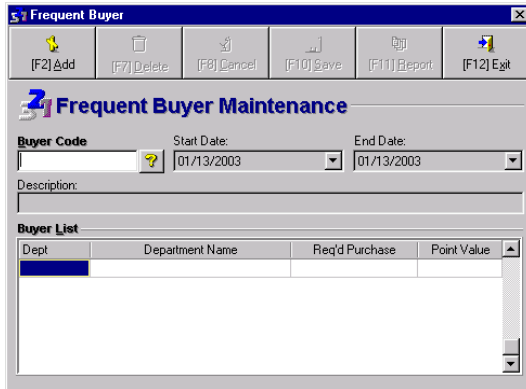 Frequent Buyer
[F2] Add [F7] Delete [F8] Cancel [F10] Save [F11] Report [F12] Exit
Frequent Buyer Maintenance
Buyer Code Start Date: End Date:
01/13/2003 01/13/2003
Description:
Buyer List
Dept Department Name Req'd Purchase Point Value